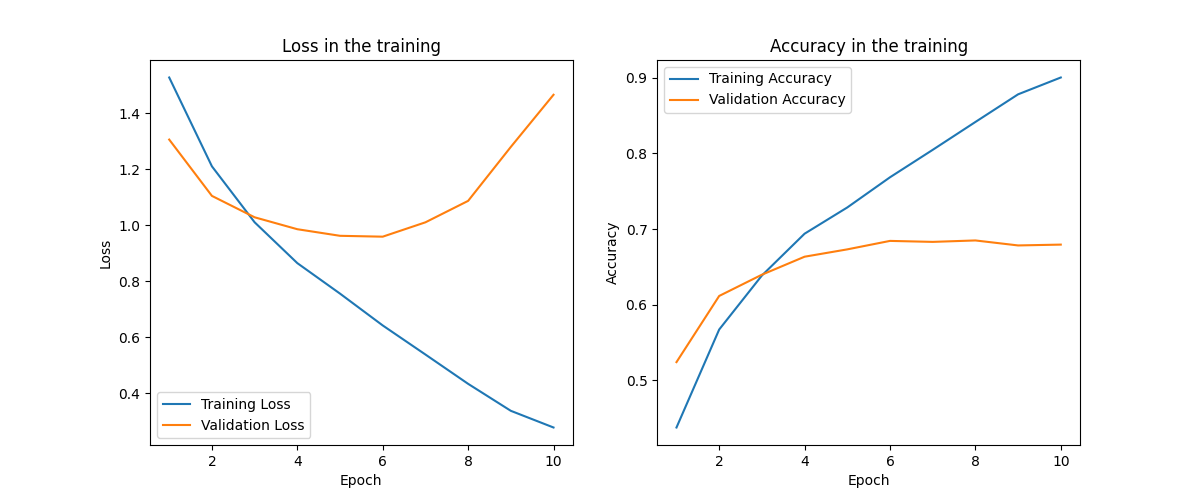 Loss in the training
1.4
1.2
1.0
0.8
0.6
0.4
Loss
Training Loss
Validation Loss
2 4 6 8 10
Epoch
Accuracy in the training
Training Accuracy
Validation Accuracy
0.9
0.8
0.7
0.6
0.5
Accuracy
2 4 6 8 10
Epoch